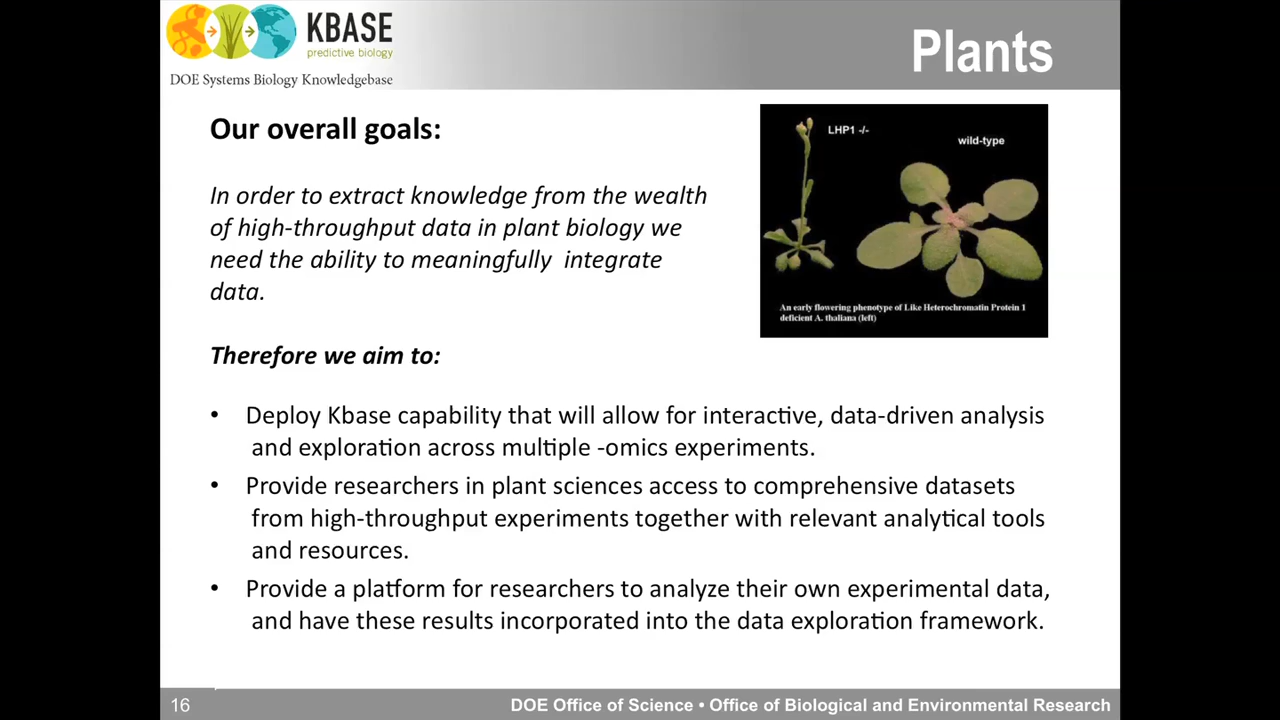 KBASE
predictive biology
DOE Systems Biology Knowledgebase
Plants
Our overall goals:
In order to extract knowledge from the wealth
of high-throughput data in plant biology we
need the ability to meaningfully  integrate
data.
Therefore we aim to:
• Deploy Kbase capability that will allow for interactive, data-driven analysis
and exploration across multiple -omics experiments.
• Provide researchers in plant sciences access to comprehensive datasets
from high-throughput experiments together with relevant analytical tools
and resources.
• Provide a platform for researchers to analyze their own experimental data,
and have these results incorporated into the data exploration framework.
LHP1 -/-
wild-type
An early flowering phenotype of Like Heterochromatin Protein 1
deficient A. thaliana (left)
16
DOE Office of Science • Office of Biological and Environmental Research